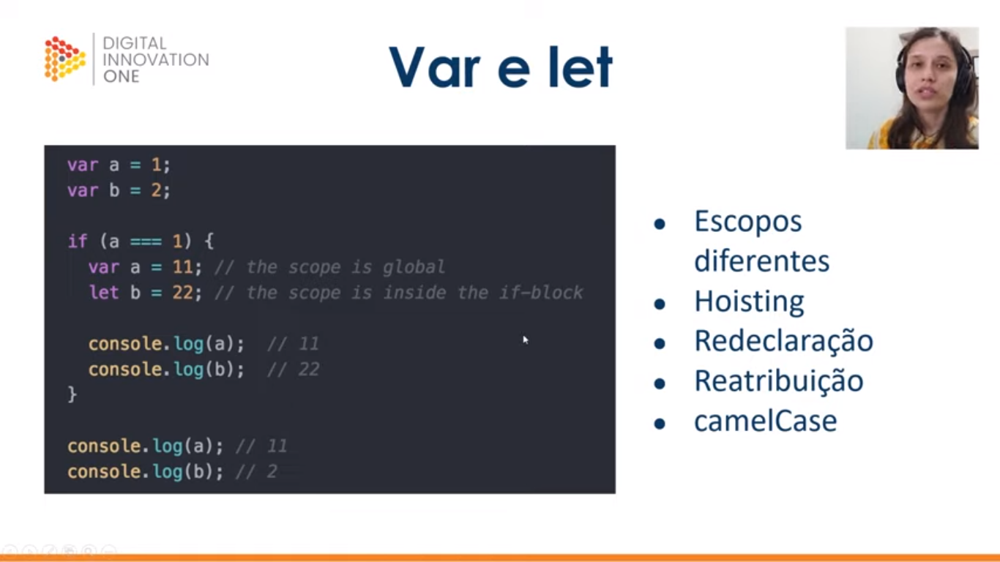 DIGITAL
INNOVATION
ONE
Var e let
var a = 1;
var b = 2;
if (a === 1) {
var a = 11; // the scope is global
let b = 22; // the scope is inside the if-block
console.log(a); // 11
console.log(b); // 22
}
console.log(a); // 11
console.log(b); // 2
• Escopos
diferentes
• Hoisting
• Redeclaração
• Reatribuição
• camelCase